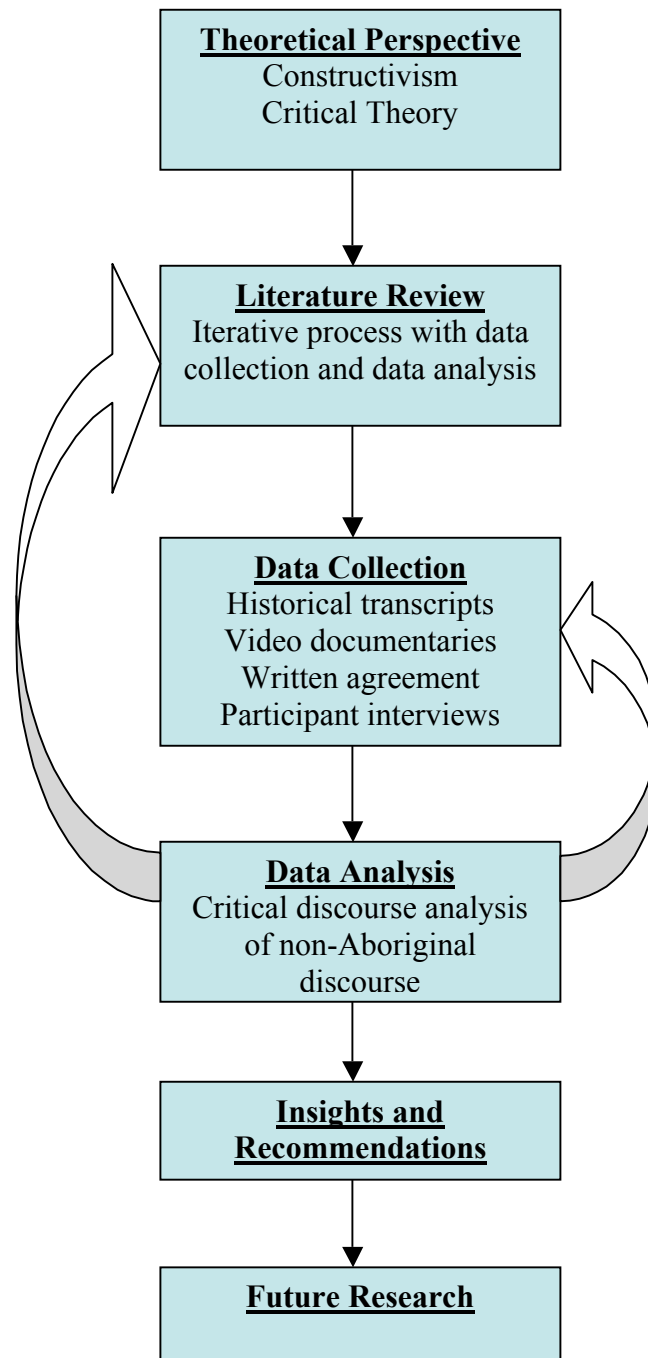 Theoretical Perspective
Constructivism
Critical Theory
Literature Review
Iterative process with data
collection and data analysis
Data Collection
Historical transcripts
Video documentaries
Written agreement
Participant interviews
Data Analysis
Critical discourse analysis
of non-Aboriginal
discourse
Insights and
Recommendations
Future Research